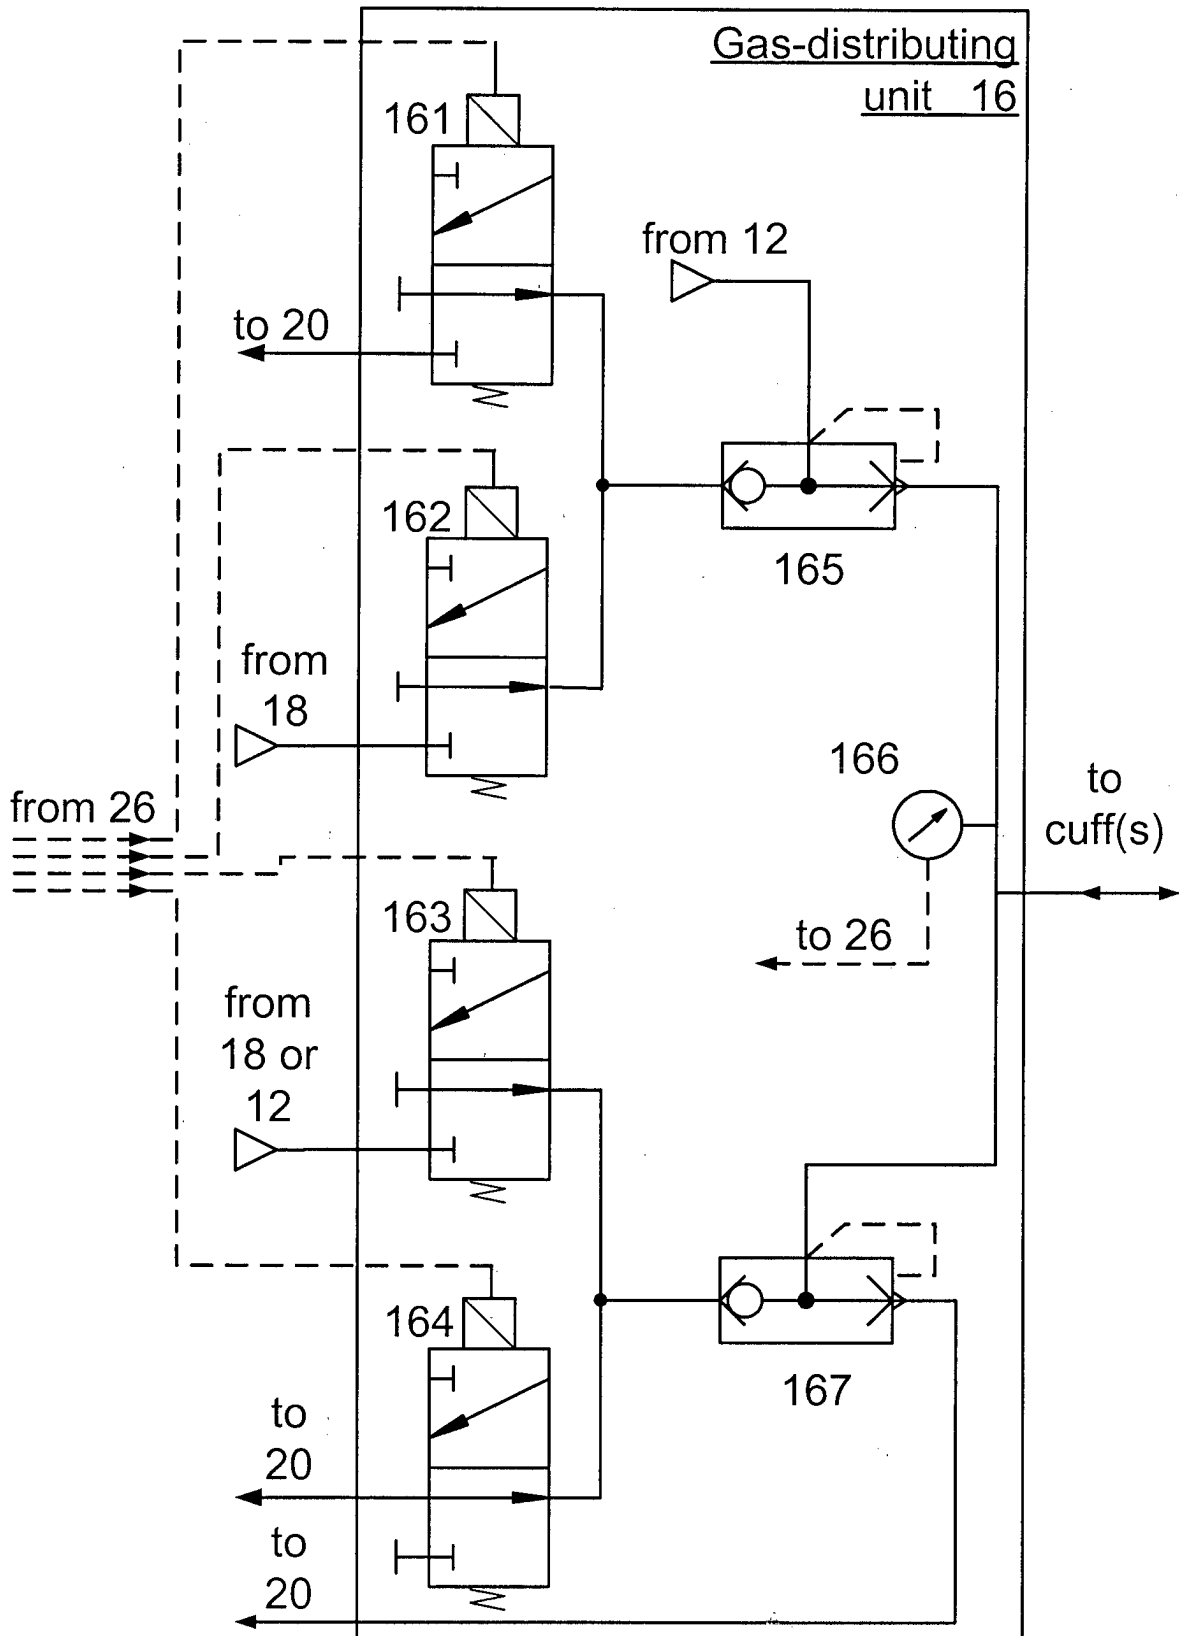 Gas-distributing
unit 16
161
from 12
to 20
162
165
from
18
166
to
cuff(s)
from 26
163
to 26
from
18 or
12
164
167
to
20
to
20